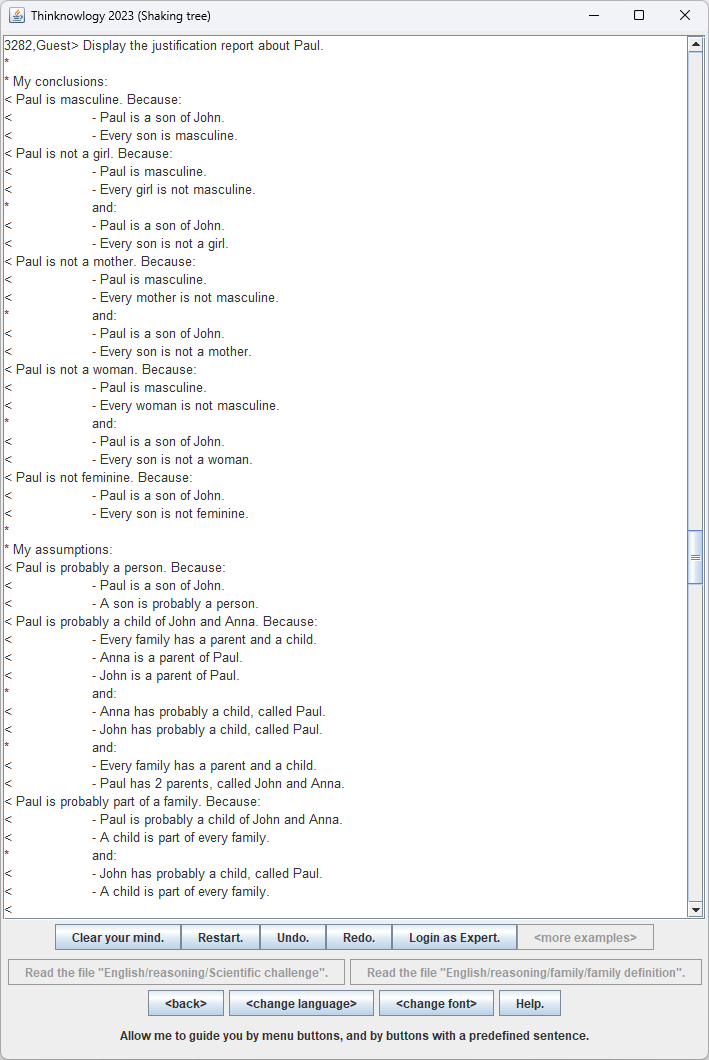 Thinknowlogy 2023 (Shaking tree)
3282,Guest> Display the justification report about Paul.
*
* My conclusions:
< Paul is masculine. Because:
< - Paul is a son of John.
< - Every son is masculine.
< Paul is not a girl. Because:
< - Paul is masculine.
< - Every girl is not masculine.
* and:
< - Paul is a son of John.
< - Every son is not a girl.
< Paul is not a mother. Because:
< - Paul is masculine.
< - Every mother is not masculine.
* and:
< - Paul is a son of John.
< - Every son is not a mother.
< Paul is not a woman. Because:
< - Paul is masculine.
< - Every woman is not masculine.
* and:
< - Paul is a son of John.
< - Every son is not a woman.
< Paul is not feminine. Because:
< - Paul is a son of John.
< - Every son is not feminine.
*
* My assumptions:
< Paul is probably a person. Because:
< - Paul is a son of John.
< - A son is probably a person.
< Paul is probably a child of John and Anna. Because:
< - Every family has a parent and a child.
< - Anna is a parent of Paul.
< - John is a parent of Paul.
* and:
< - Anna has probably a child, called Paul.
< - John has probably a child, called Paul.
* and:
< - Every family has a parent and a child.
< - Paul has 2 parents, called John and Anna.
< Paul is probably part of a family. Because:
< - Paul is probably a child of John and Anna.
< - A child is part of every family.
* and:
< - John has probably a child, called Paul.
< - A child is part of every family.
<
Clear your mind. Restart. Undo. Redo. Login as Expert. <more examples>
Read the file "English/reasoning/Scientific challenge". Read the file "English/reasoning/family/family definition".
<back> <change language> <change font> Help.
Allow me to guide you by menu buttons, and by buttons with a predefined sentence.